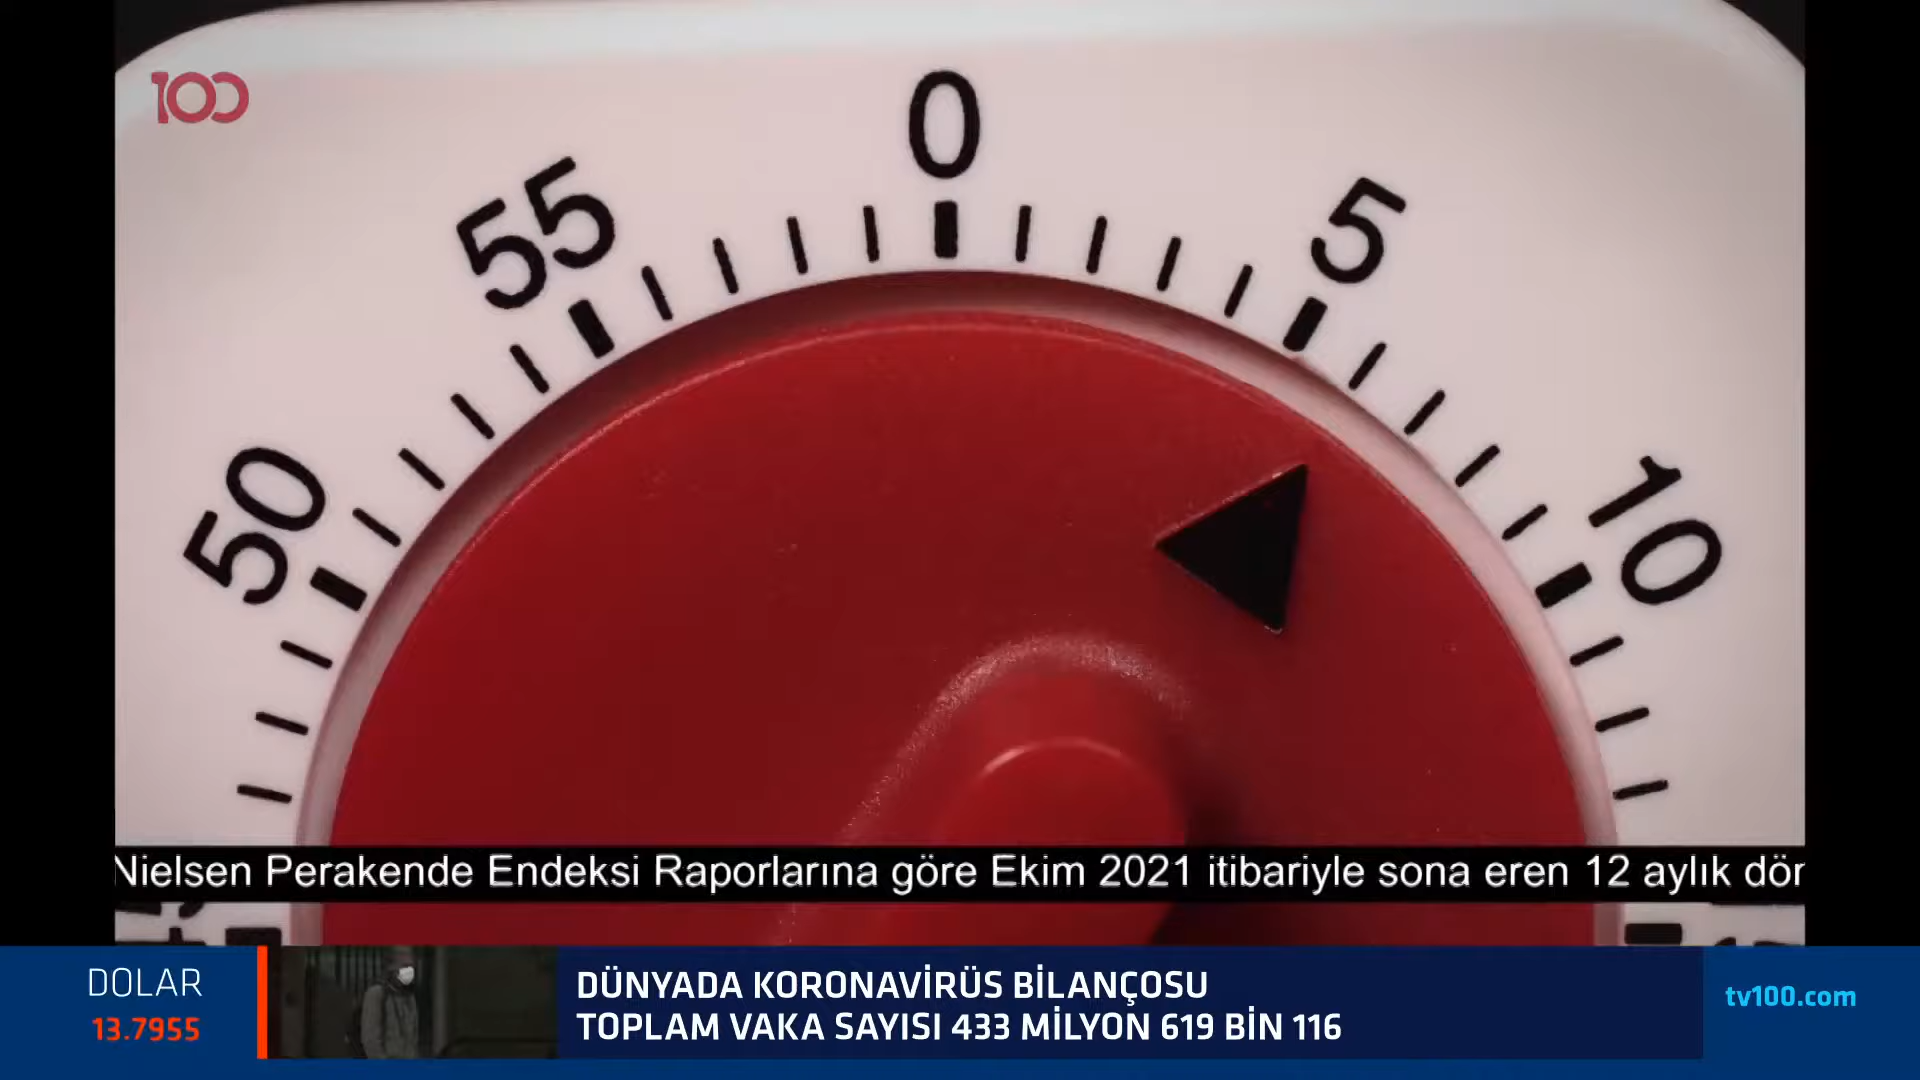 100
0
55
5
50
10
Nielsen Perakende Endeksi Raporlarına göre Ekim 2021 itibariyle sona eren 12 aylık dör
DOLAR
13.7955
DÜNYADA KORONAVİRÜS BİLANÇOSU
TOPLAM VAKA SAYISI 433 MİLYON 619 BİN 116
tv100.com